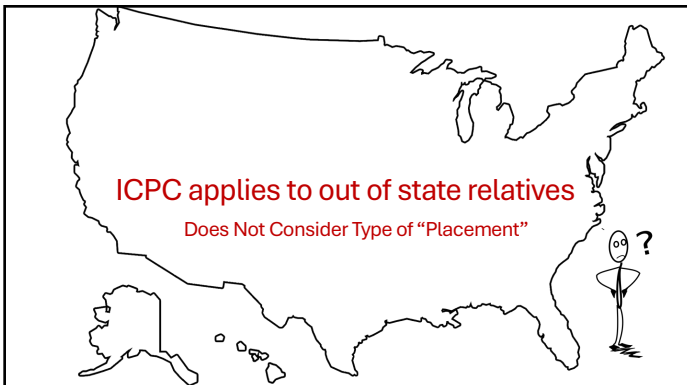 ICPC applies to out of state relatives
Does Not Consider Type of “Placement”
?